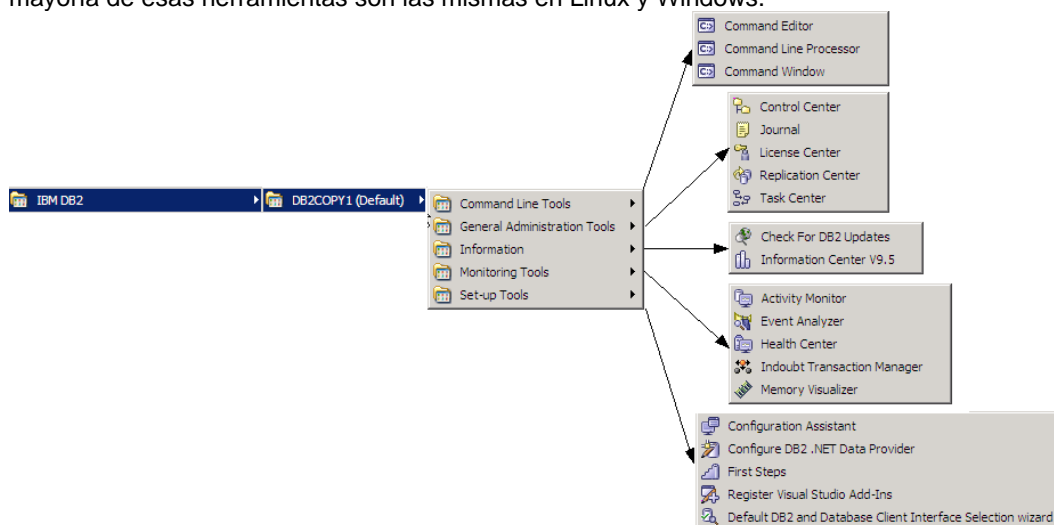 mayoría de esas herramientas son las mismas en Linux y Windows.
Command Editor
Command Line Processor
Command Window
Control Center
Journal
License Center
Replication Center
Task Center
IBM DB2
DB2COPY1 (Default)
Command Line Tools
General Administration Tools
Information
Monitoring Tools
Set-up Tools
Check For DB2 Updates
Information Center V9.5
Activity Monitor
Event Analyzer
Health Center
Indoubt Transaction Manager
Memory Visualizer
Configuration Assistant
Configure DB2 .NET Data Provider
First Steps
Register Visual Studio Add-Ins
Default DB2 and Database Client Interface Selection wizard